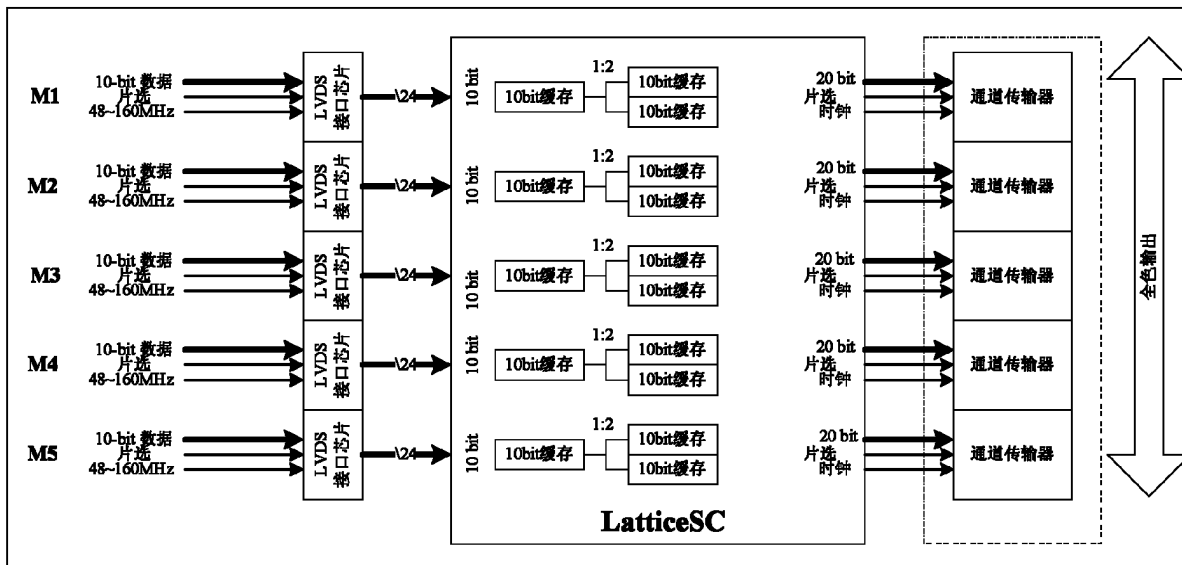 M1
10-bit 数据
片选
48~160MHz
LVDS
接口芯片
\24
10 bit
10bit缓存
1:2
10bit缓存
10bit缓存
20 bit
片选
时钟
通道传输器
M2
10-bit 数据
片选
48~160MHz
LVDS
接口芯片
\24
10 bit
10bit缓存
1:2
10bit缓存
10bit缓存
20 bit
片选
时钟
通道传输器
M3
10-bit 数据
片选
48~160MHz
LVDS
接口芯片
\24
10 bit
10bit缓存
1:2
10bit缓存
10bit缓存
20 bit
片选
时钟
通道传输器
M4
10-bit 数据
片选
48~160MHz
LVDS
接口芯片
\24
10 bit
10bit缓存
1:2
10bit缓存
10bit缓存
20 bit
片选
时钟
通道传输器
M5
10-bit 数据
片选
48~160MHz
LVDS
接口芯片
\24
10 bit
10bit缓存
1:2
10bit缓存
10bit缓存
20 bit
片选
时钟
通道传输器
全色输出
LatticeSC